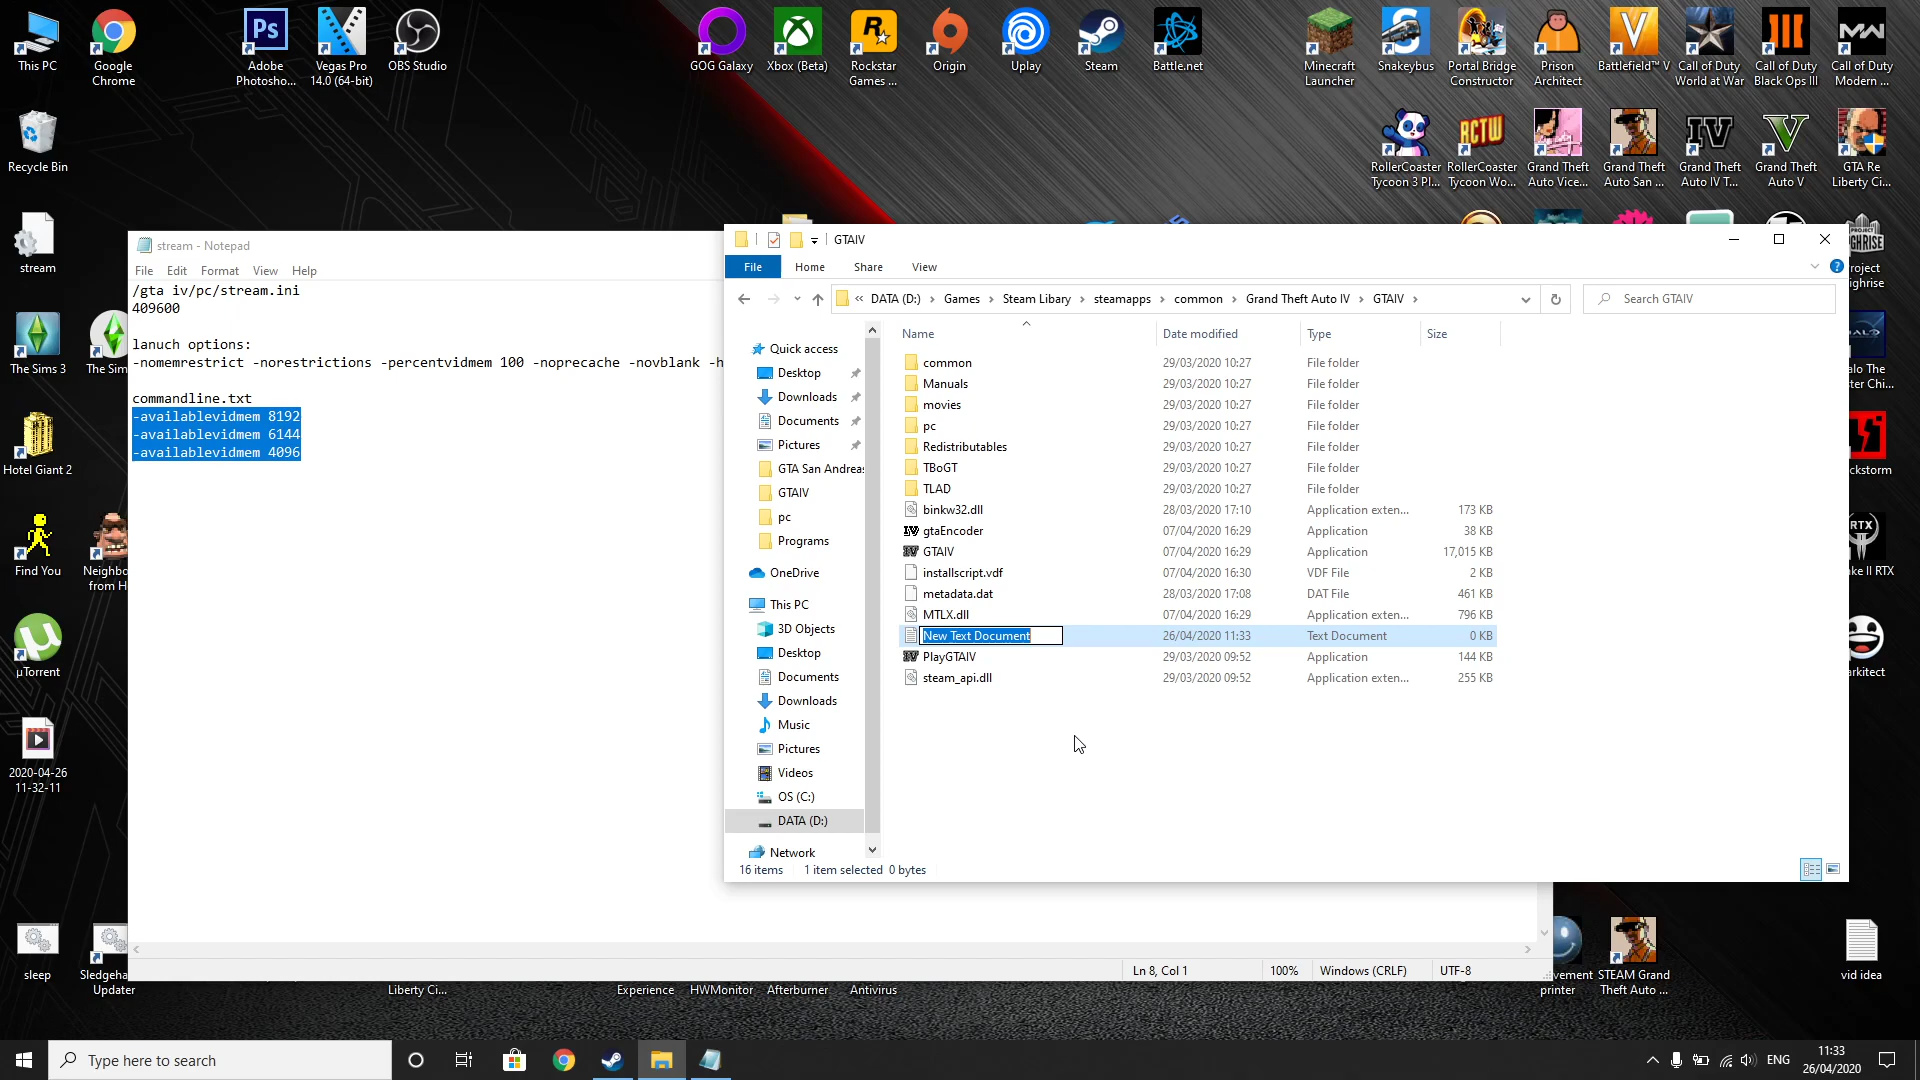 This PC
Google
Chrome
Adobe
Photosho...
Vegas Pro
14.0 (64-bit)
OBS Studio
GOG Galaxy
Xbox (Beta)
Rockstar
Games ...
Origin
Uplay
Steam
Battle.net
Minecraft
Launcher
Snakeybus
Portal Bridge
Constructor
Prison
Architect
Battlefield™ V
Call of Duty
World at War
Call of Duty
Black Ops III
Call of Duty
Modern ...
Recycle Bin
RollerCoaster
Tycoon 3 Pl...
RollerCoaster
Tycoon Wo...
Grand Theft
Auto Vice...
Grand Theft
Auto San ...
Grand Theft
Auto IV T...
Grand Theft
Auto V
GTA Re
Liberty Ci...
stream
The Sims 3
The Sim
Hotel Giant 2
Find You
Neighbo
from H
µTorrent
2020-04-26
11-32-11
sleep
Sledgeha
Updater
stream - Notepad
File Edit Format View Help
/gta iv/pc/stream.ini
409600
lanuch options:
-nomemrestrict -norestrictions -percentvidmem 100 -noprecache -novblank -h
commandline.txt
-availablevidmem 8192
-availablevidmem 6144
-availablevidmem 4096
Ln 8, Col 1
100%
Windows (CRLF)
UTF-8
GTAIV
File Home Share View
« DATA (D:) › Games › Steam Libary › steamapps › common › Grand Theft Auto IV › GTAIV ›
Search GTAIV
Quick access
Desktop
Downloads
Documents
Pictures
GTA San Andreas
GTAIV
pc
Programs
OneDrive
This PC
3D Objects
Desktop
Documents
Downloads
Music
Pictures
Videos
OS (C:)
DATA (D:)
Network
Name Date modified Type Size
common 29/03/2020 10:27 File folder
Manuals 29/03/2020 10:27 File folder
movies 29/03/2020 10:27 File folder
pc 29/03/2020 10:27 File folder
Redistributables 29/03/2020 10:27 File folder
TBoGT 29/03/2020 10:27 File folder
TLAD 29/03/2020 10:27 File folder
binkw32.dll 28/03/2020 17:10 Application exten... 173 KB
gtaEncoder 07/04/2020 16:29 Application 38 KB
GTAIV 07/04/2020 16:29 Application 17,015 KB
installscript.vdf 07/04/2020 16:30 VDF File 2 KB
metadata.dat 28/03/2020 17:08 DAT File 461 KB
MTLX.dll 07/04/2020 16:29 Application exten... 796 KB
New Text Document 26/04/2020 11:33 Text Document 0 KB
PlayGTAIV 29/03/2020 09:52 Application 144 KB
steam_api.dll 29/03/2020 09:52 Application exten... 255 KB
16 items 1 item selected 0 bytes
roject
ghrise
alo The
ter Chi...
ckstorm
ke II RTX
arkitect
Liberty Ci...
Experience
HWMonitor
Afterburner
Antivirus
vement
printer
STEAM Grand
Theft Auto ...
vid idea
Type here to search
ENG
11:33
26/04/2020